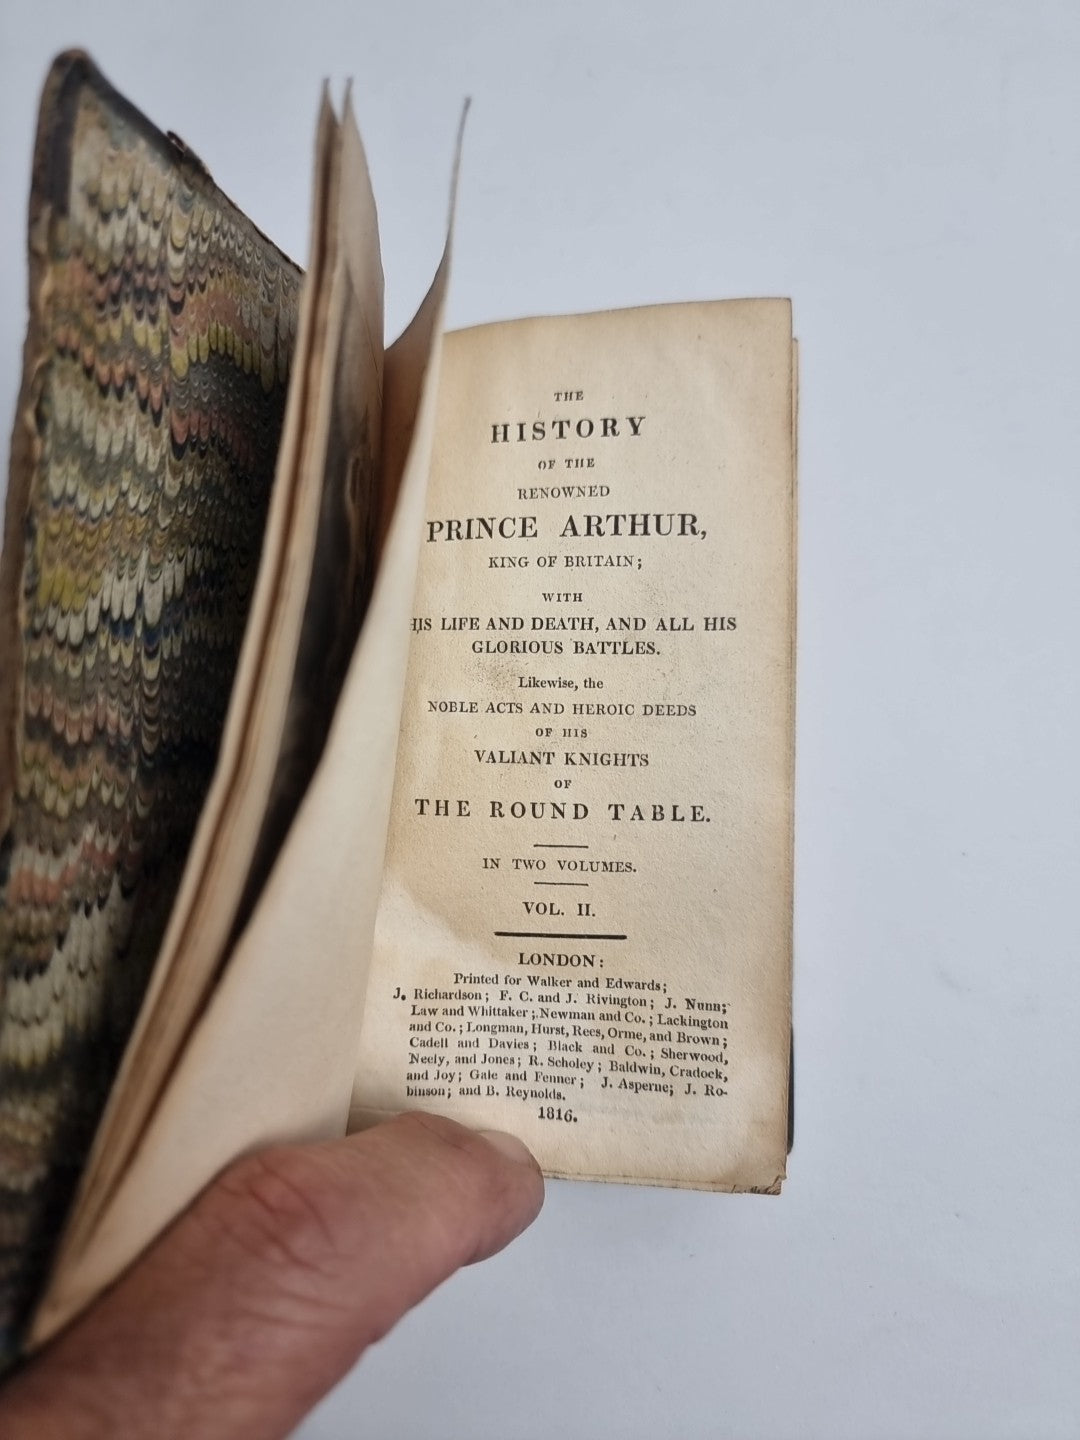 THE
HISTORY
OF THE
RENOWNED
PRINCE ARTHUR,
KING OF BRITAIN;
WITH
HIS LIFE AND DEATH, AND ALL HIS
GLORIOUS BATTLES.
Likewise, the
NOBLE ACTS AND HEROIC DEEDS
OF HIS
VALIANT KNIGHTS
OF
THE ROUND TABLE.
IN TWO VOLUMES.
VOL. II.
LONDON:
Printed for Walker and Edwards;
J. Richardson; F. C. and J. Rivington; J. Nunn;
Law and Whittaker; Newman and Co.; Lackington
and Co.; Longman, Hurst, Rees, Orme, and Brown;
Cadell and Davies; Black and Co.; Sherwood,
Neely, and Jones; R. Scholey; Baldwin, Cradock,
and Joy; Gale and Fenner; J. Asperne; J. Ro-
binson; and B. Reynolds.
1816.